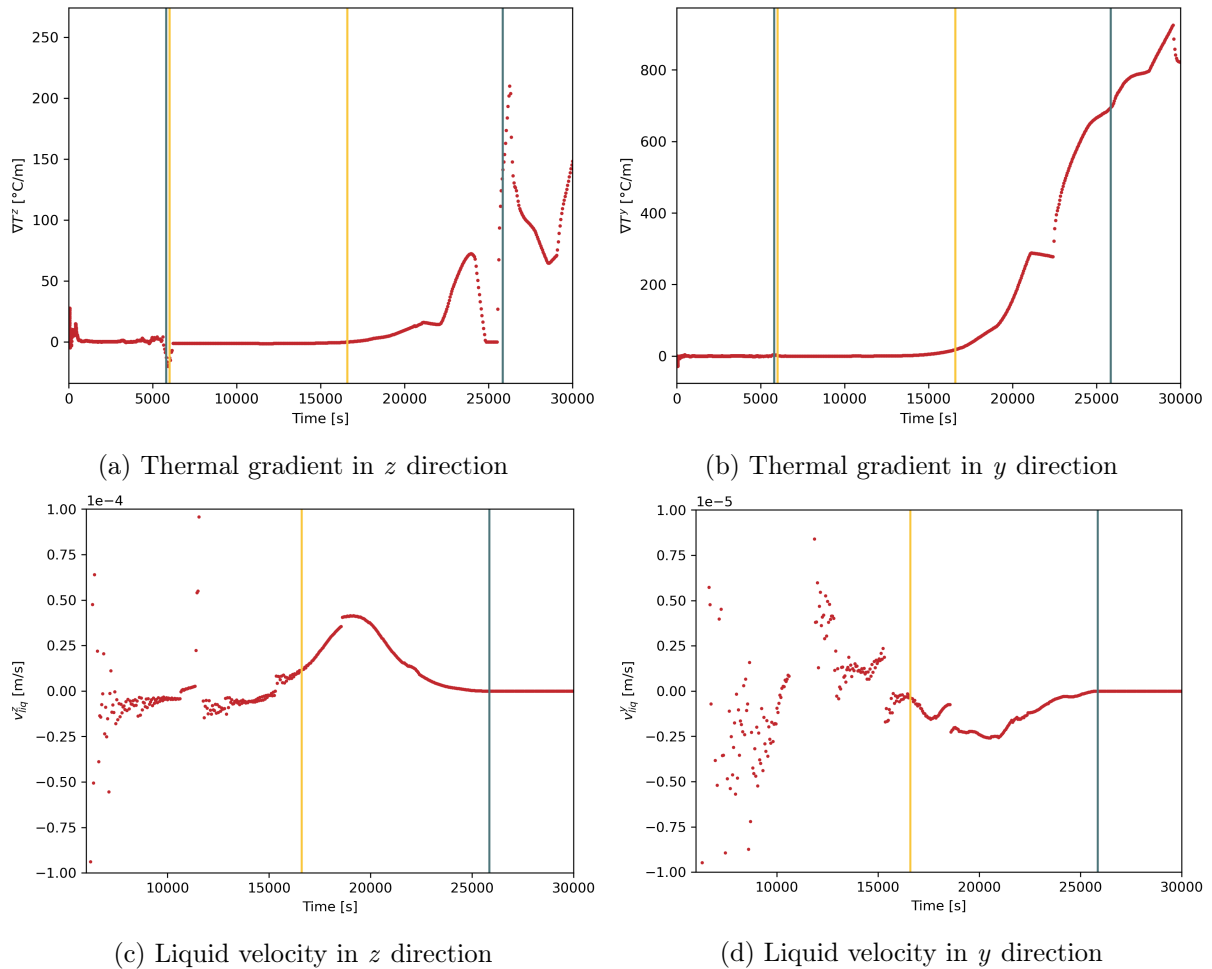 250
200
150
100
50
0
∇T^z [°C/m]
0 5000 10000 15000 20000 25000 30000
Time [s]
(a) Thermal gradient in z direction
800
600
400
200
0
∇T^y [°C/m]
0 5000 10000 15000 20000 25000 30000
Time [s]
(b) Thermal gradient in y direction
1e−4
1.00
0.75
0.50
0.25
0.00
−0.25
−0.50
−0.75
−1.00
v^z_liq [m/s]
10000 15000 20000 25000 30000
Time [s]
(c) Liquid velocity in z direction
1e−5
1.00
0.75
0.50
0.25
0.00
−0.25
−0.50
−0.75
−1.00
v^y_liq [m/s]
10000 15000 20000 25000 30000
Time [s]
(d) Liquid velocity in y direction